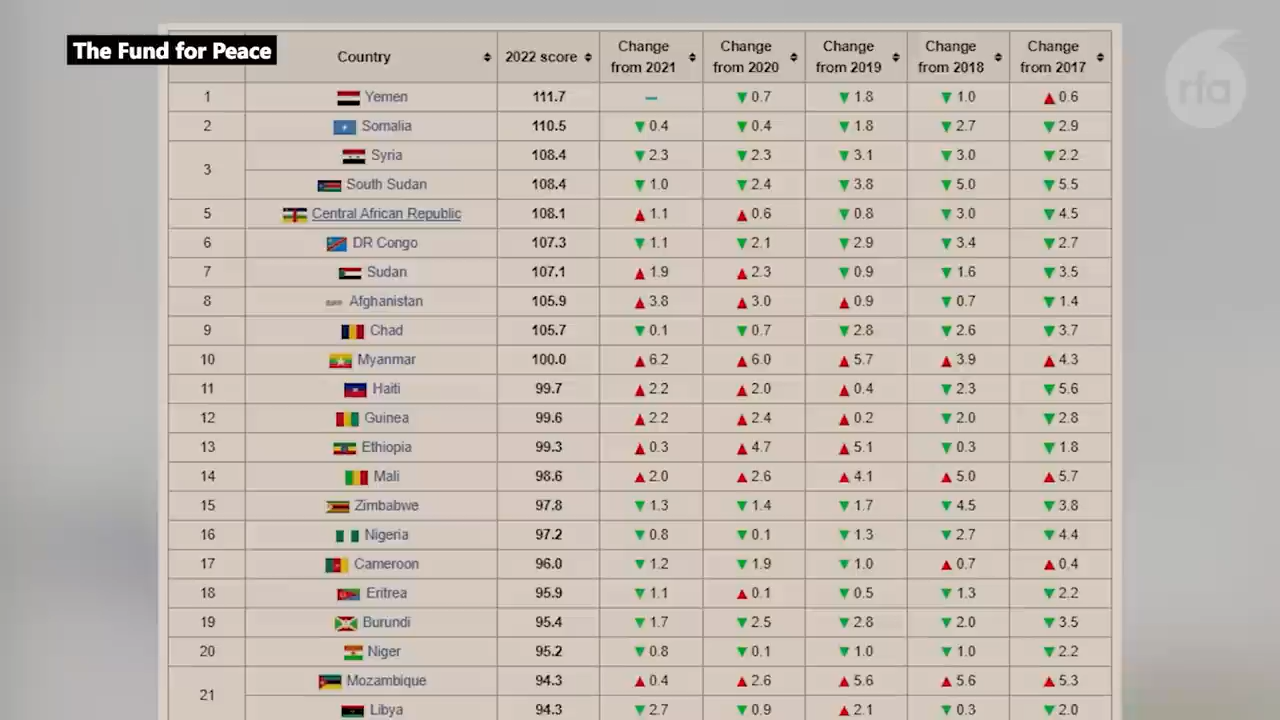 The Fund for Peace
rfa
Country 2022 score Change from 2021 Change from 2020 Change from 2019 Change from 2018 Change from 2017
1 Yemen 111.7 – ▼0.7 ▼1.8 ▼1.0 ▲0.6
2 Somalia 110.5 ▼0.4 ▼0.4 ▼1.8 ▼2.7 ▼2.9
3 Syria 108.4 ▼2.3 ▼2.3 ▼3.1 ▼3.0 ▼2.2
South Sudan 108.4 ▼1.0 ▼2.4 ▼3.8 ▼5.0 ▼5.5
5 Central African Republic 108.1 ▲1.1 ▲0.6 ▼0.8 ▼3.0 ▼4.5
6 DR Congo 107.3 ▼1.1 ▼2.1 ▼2.9 ▼3.4 ▼2.7
7 Sudan 107.1 ▲1.9 ▲2.3 ▼0.9 ▼1.6 ▼3.5
8 Afghanistan 105.9 ▲3.8 ▲3.0 ▲0.9 ▼0.7 ▼1.4
9 Chad 105.7 ▼0.1 ▼0.7 ▼2.8 ▼2.6 ▼3.7
10 Myanmar 100.0 ▲6.2 ▲6.0 ▲5.7 ▲3.9 ▲4.3
11 Haiti 99.7 ▲2.2 ▲2.0 ▲0.4 ▼2.3 ▼5.6
12 Guinea 99.6 ▲2.2 ▲2.4 ▲0.2 ▼2.0 ▼2.8
13 Ethiopia 99.3 ▲0.3 ▲4.7 ▲5.1 ▼0.3 ▼1.8
14 Mali 98.6 ▲2.0 ▲2.6 ▲4.1 ▲5.0 ▲5.7
15 Zimbabwe 97.8 ▼1.3 ▼1.4 ▼1.7 ▼4.5 ▼3.8
16 Nigeria 97.2 ▼0.8 ▼0.1 ▼1.3 ▼2.7 ▼4.4
17 Cameroon 96.0 ▼1.2 ▼1.9 ▼1.0 ▲0.7 ▲0.4
18 Eritrea 95.9 ▼1.1 ▲0.1 ▼0.5 ▼1.3 ▼2.2
19 Burundi 95.4 ▼1.7 ▼2.5 ▼2.8 ▼2.0 ▼3.5
20 Niger 95.2 ▼0.8 ▼0.1 ▼1.0 ▼1.0 ▼2.2
21 Mozambique 94.3 ▲0.4 ▲2.6 ▲5.6 ▲5.6 ▲5.3
Libya 94.3 ▼2.7 ▼0.9 ▲2.1 ▼0.3 ▼2.0